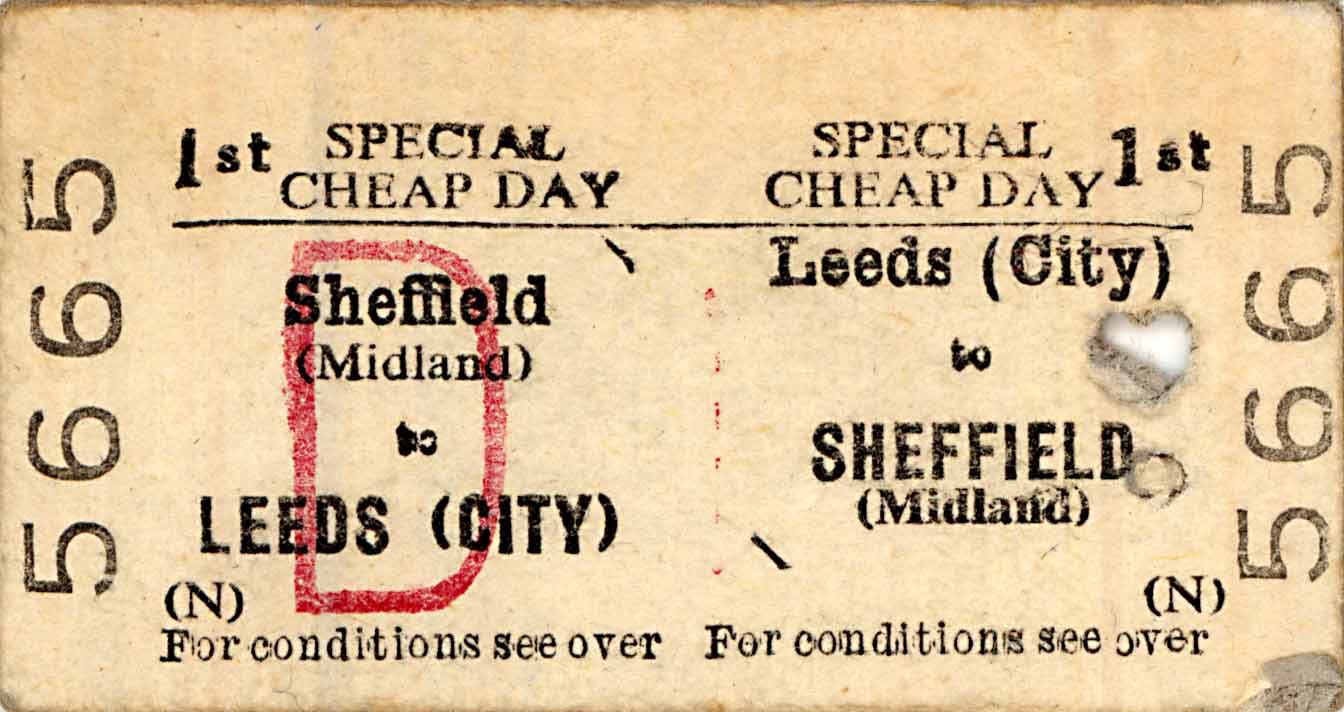 5665
1st SPECIAL
CHEAP DAY
Sheffield
(Midland)
to
LEEDS (CITY)
(N)
For conditions see over
D
SPECIAL 1st
CHEAP DAY
Leeds (City)
to
SHEFFIELD
(Midland)
(N)
For conditions see over
5665